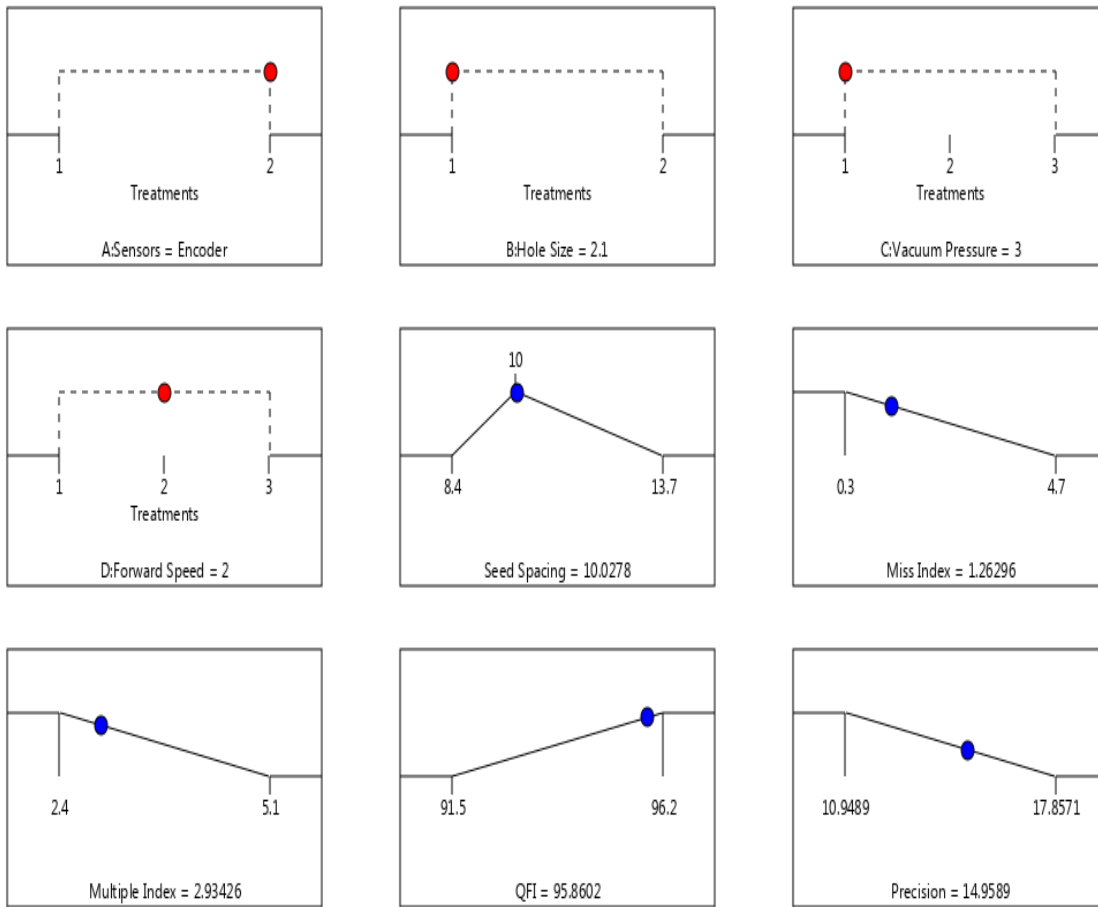 1 2
Treatments
A:Sensors = Encoder
1 2
Treatments
B:Hole Size = 2.1
1 2 3
Treatments
C:Vacuum Pressure = 3
1 2 3
Treatments
D:Forward Speed = 2
10
8.4 13.7
Seed Spacing = 10.0278
0.3 4.7
Miss Index = 1.26296
2.4 5.1
Multiple Index = 2.93426
91.5 96.2
QFI = 95.8602
10.9489 17.8571
Precision = 14.9589